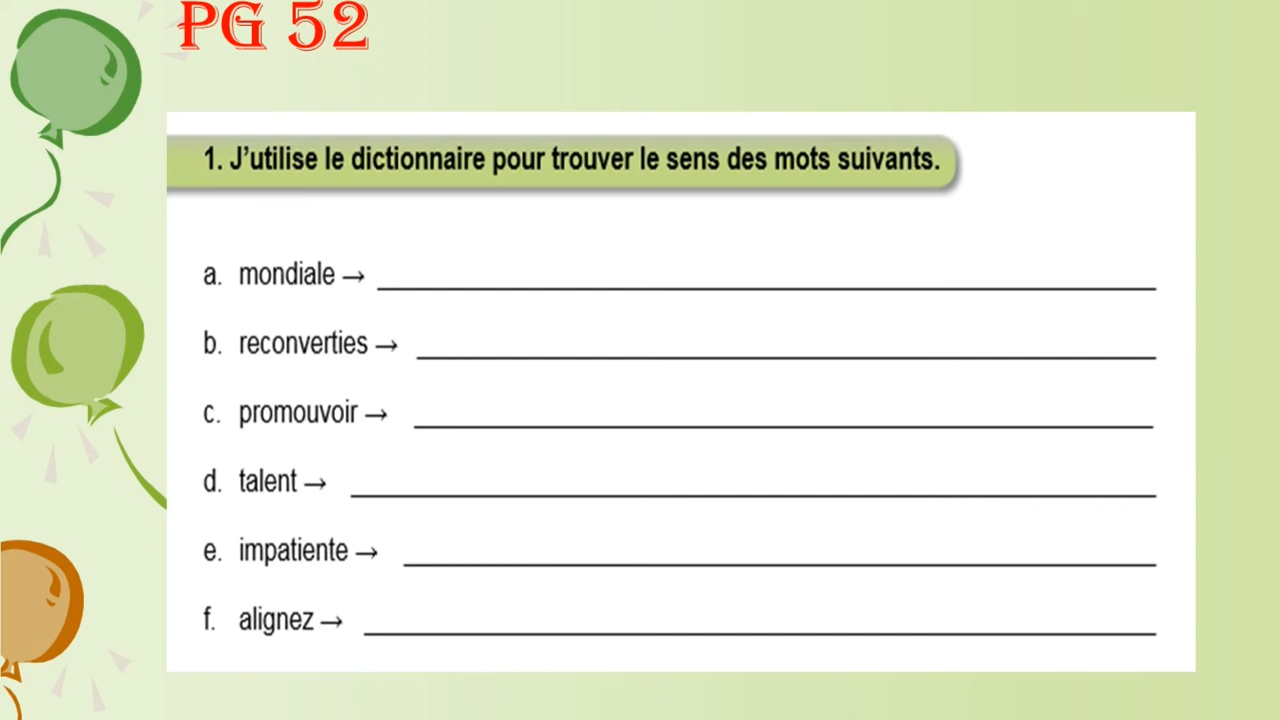 PG 52
1. J’utilise le dictionnaire pour trouver le sens des mots suivants.
a. mondiale →
b. reconverties →
c. promouvoir →
d. talent →
e. impatiente →
f. alignez →